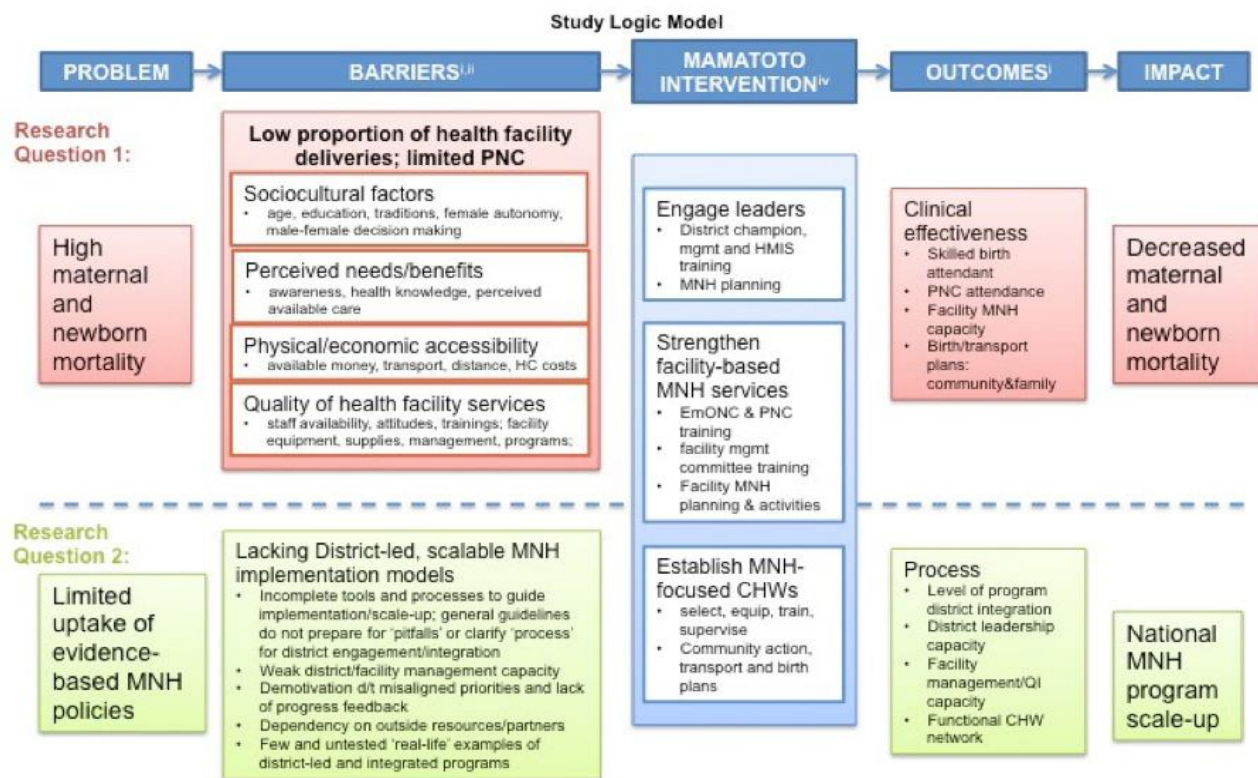 Study Logic Model
PROBLEM
BARRIERSi,ii
MAMATOTO
INTERVENTIONiv
OUTCOMESi
IMPACT
Research
Question 1:
High
maternal
and
newborn
mortality
Low proportion of health facility
deliveries; limited PNC
Sociocultural factors
• age, education, traditions, female autonomy,
male-female decision making
Perceived needs/benefits
• awareness, health knowledge, perceived
available care
Physical/economic accessibility
• available money, transport, distance, HC costs
Quality of health facility services
• staff availability, attitudes, trainings; facility
equipment, supplies, management, programs;
Engage leaders
• District champion,
mgmt and HMIS
training
• MNH planning
Strengthen
facility-based
MNH services
• EmONC & PNC
training
• facility mgmt
committee training
• Facility MNH
planning & activities
Establish MNH-
focused CHWs
• select, equip, train,
supervise
• Community action,
transport and birth
plans
Clinical
effectiveness
• Skilled birth
attendant
• PNC attendance
• Facility MNH
capacity
• Birth/transport
plans:
community&family
Decreased
maternal
and
newborn
mortality
Research
Question 2:
Limited
uptake of
evidence-
based MNH
policies
Lacking District-led, scalable MNH
implementation models
• Incomplete tools and processes to guide
implementation/scale-up; general guidelines
do not prepare for 'pitfalls' or clarify 'process'
for district engagement/integration
• Weak district/facility management capacity
• Demotivation d/t misaligned priorities and lack
of progress feedback
• Dependency on outside resources/partners
• Few and untested 'real-life' examples of
district-led and integrated programs
Process
• Level of program
district integration
• District leadership
capacity
• Facility
management/QI
capacity
• Functional CHW
network
National
MNH
program
scale-up